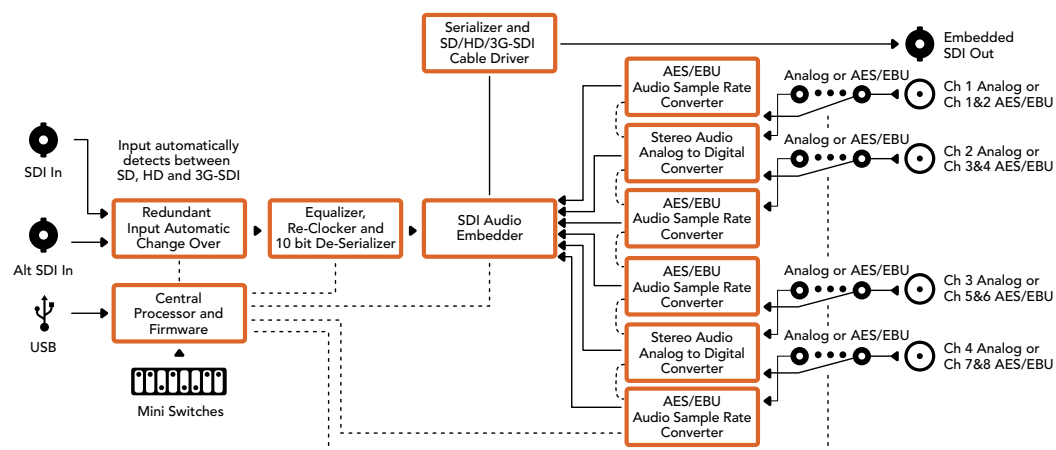 Serializer and
SD/HD/3G-SDI
Cable Driver
Embedded
SDI Out
AES/EBU
Audio Sample Rate
Converter
Analog or AES/EBU
Ch 1 Analog or
Ch 1&2 AES/EBU
Stereo Audio
Analog to Digital
Converter
Analog or AES/EBU
Ch 2 Analog or
Ch 3&4 AES/EBU
SDI In
Input automatically
detects between
SD, HD and 3G-SDI
Redundant
Input Automatic
Change Over
Equalizer,
Re-Clocker and
10 bit De-Serializer
SDI Audio
Embedder
AES/EBU
Audio Sample Rate
Converter
Alt SDI In
AES/EBU
Audio Sample Rate
Converter
Analog or AES/EBU
Ch 3 Analog or
Ch 5&6 AES/EBU
USB
Central
Processor and
Firmware
Stereo Audio
Analog to Digital
Converter
Analog or AES/EBU
Ch 4 Analog or
Ch 7&8 AES/EBU
Mini Switches
AES/EBU
Audio Sample Rate
Converter